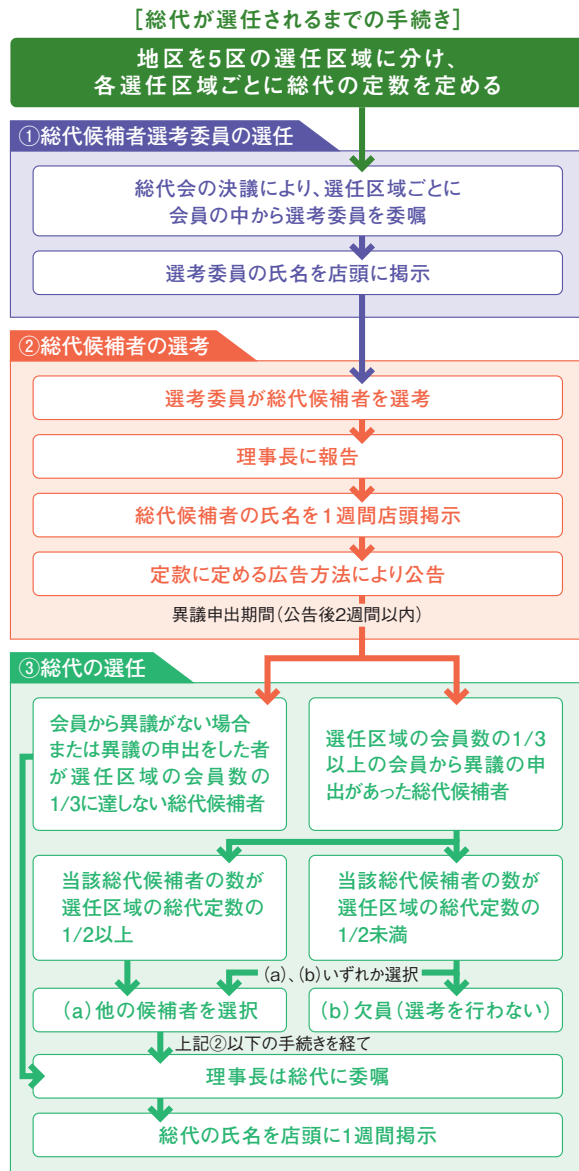 [総代が選任されるまでの手続き]
地区を5区の選任区域に分け、
各選任区域ごとに総代の定数を定める
①総代候補者選考委員の選任
総代会の決議により、選任区域ごとに
会員の中から選考委員を委嘱
選考委員の氏名を店頭に掲示
②総代候補者の選考
選考委員が総代候補者を選考
理事長に報告
総代候補者の氏名を1週間店頭掲示
定款に定める広告方法により公告
異議申出期間(公告後2週間以内)
③総代の選任
会員から異議がない場合
または異議の申出をした者
が選任区域の会員数の
1/3に達しない総代候補者
選任区域の会員数の1/3
以上の会員から異議の申
出があった総代候補者
当該総代候補者の数が
選任区域の総代定数の
1/2以上
当該総代候補者の数が
選任区域の総代定数の
1/2未満
(a)、(b)いずれか選択
(a)他の候補者を選択
(b)欠員(選考を行わない)
上記②以下の手続きを経て
理事長は総代に委嘱
総代の氏名を店頭に1週間掲示